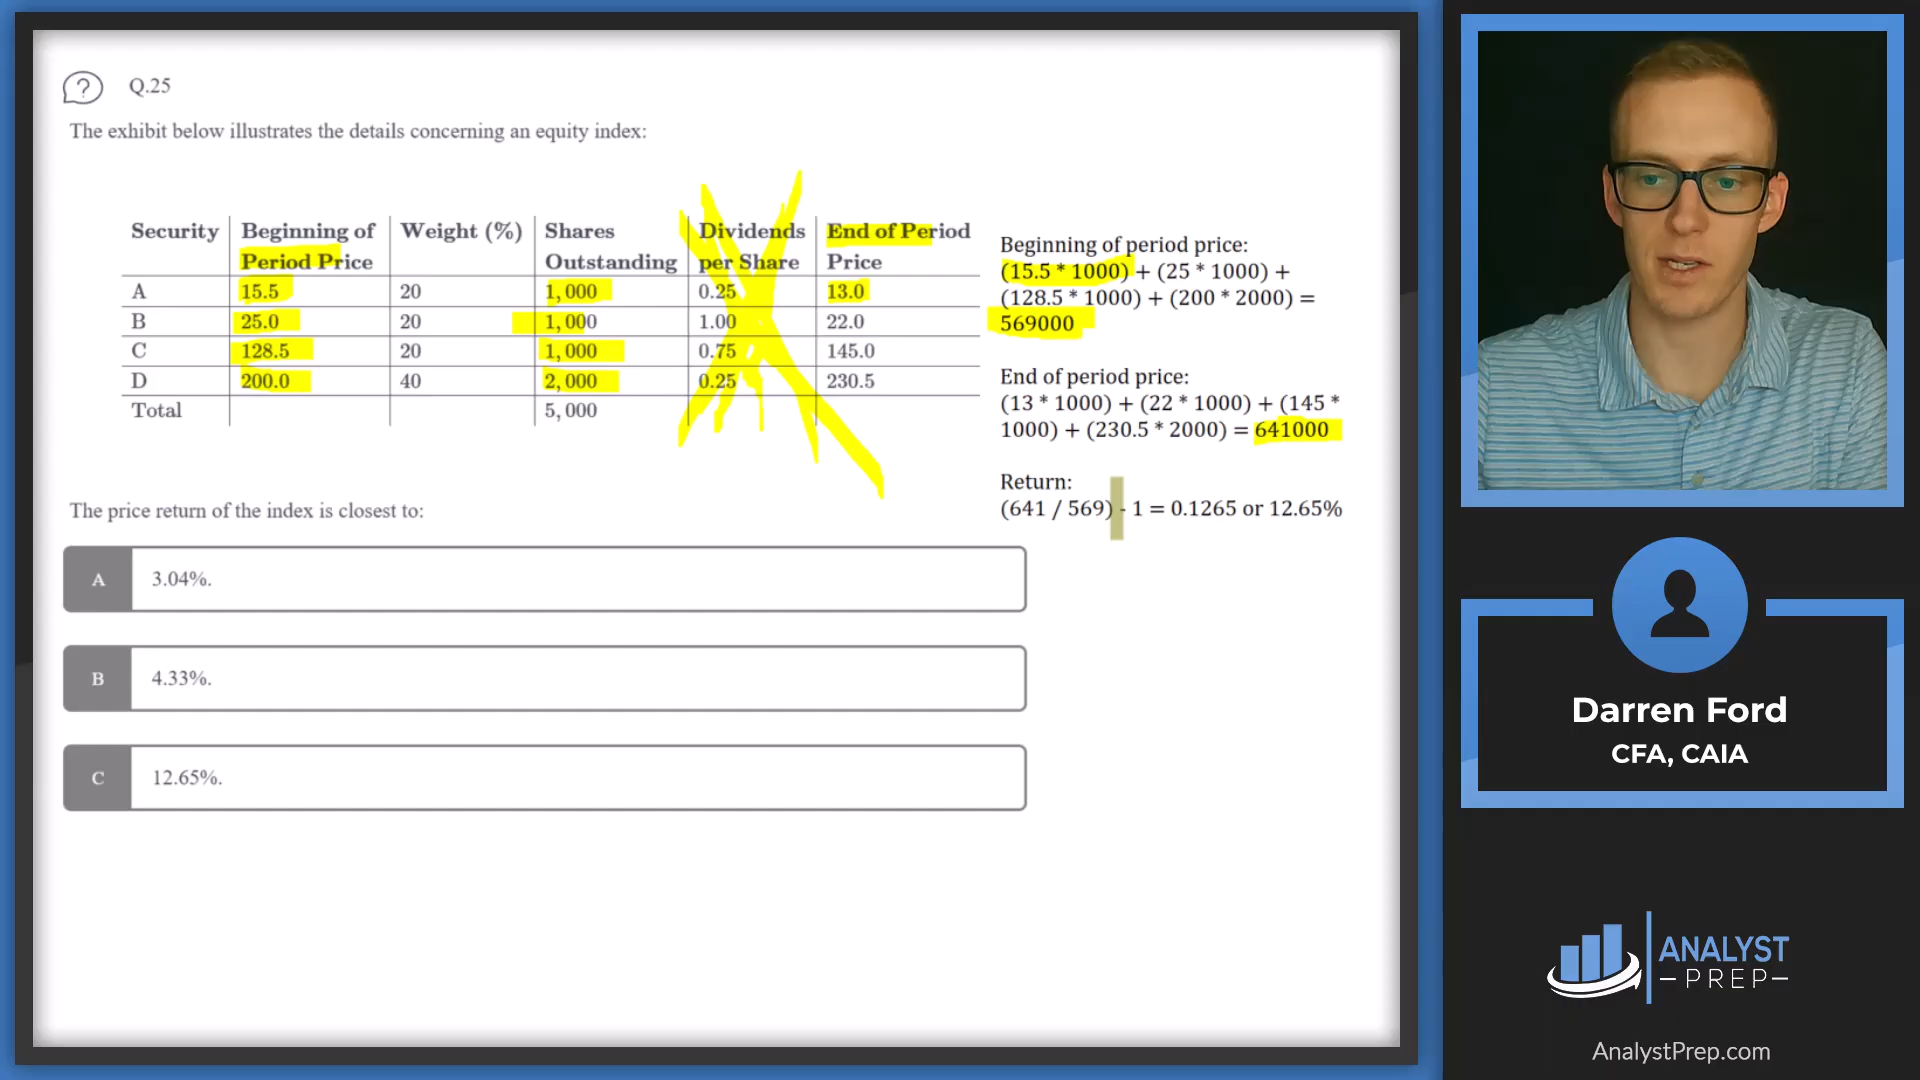 Q.25
The exhibit below illustrates the details concerning an equity index:
Security Beginning of Period Price Weight (%) Shares Outstanding Dividends per Share End of Period Price
A 15.5 20 1,000 0.25 13.0
B 25.0 20 1,000 1.00 22.0
C 128.5 20 1,000 0.75 145.0
D 200.0 40 2,000 0.25 230.5
Total 5,000
Beginning of period price:
(15.5 * 1000) + (25 * 1000) +
(128.5 * 1000) + (200 * 2000) =
569000
End of period price:
(13 * 1000) + (22 * 1000) + (145 *
1000) + (230.5 * 2000) = 641000
Return:
(641 / 569) - 1 = 0.1265 or 12.65%
The price return of the index is closest to:
A 3.04%.
B 4.33%.
C 12.65%.
Darren Ford
CFA, CAIA
ANALYST
PREP
AnalystPrep.com